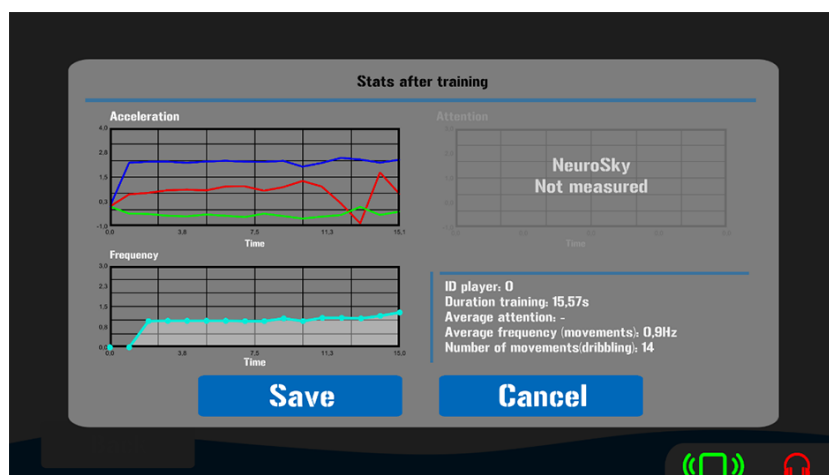 Stats after training
Acceleration
4,0
2,8
1,5
0,3
-1,0
0,0 3,8 7,5 11,3 15,1
Time
Attention
NeuroSky
Not measured
Time
Frequency
3,0
2,3
1,5
0,8
0,0
0,0 3,8 7,5 11,3 15,0
Time
ID player: 0
Duration training: 15,57s
Average attention: -
Average frequency (movements): 0,9Hz
Number of movements(dribbling): 14
Save
Cancel